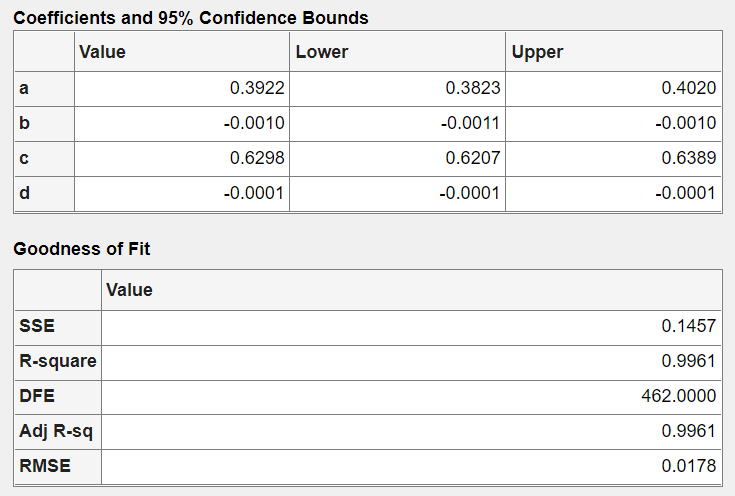 Coefficients and 95% Confidence Bounds
Value Lower Upper
a 0.3922 0.3823 0.4020
b -0.0010 -0.0011 -0.0010
c 0.6298 0.6207 0.6389
d -0.0001 -0.0001 -0.0001
Goodness of Fit
Value
SSE 0.1457
R-square 0.9961
DFE 462.0000
Adj R-sq 0.9961
RMSE 0.0178